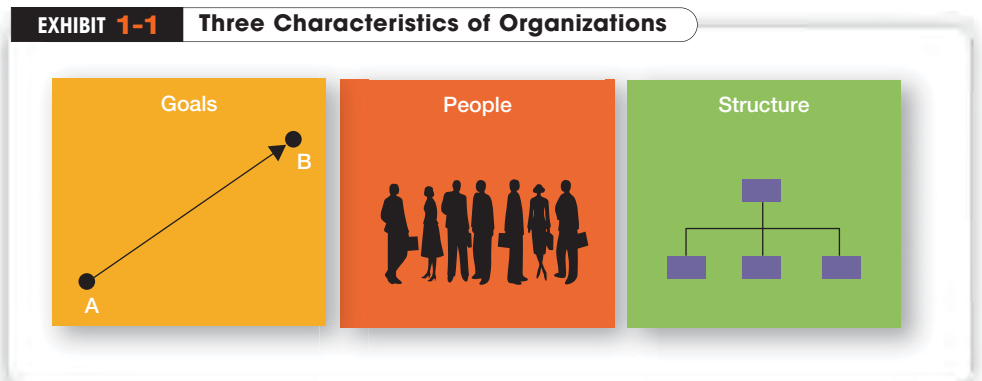 EXHIBIT 1-1 Three Characteristics of Organizations
Goals
B
A
People
Structure